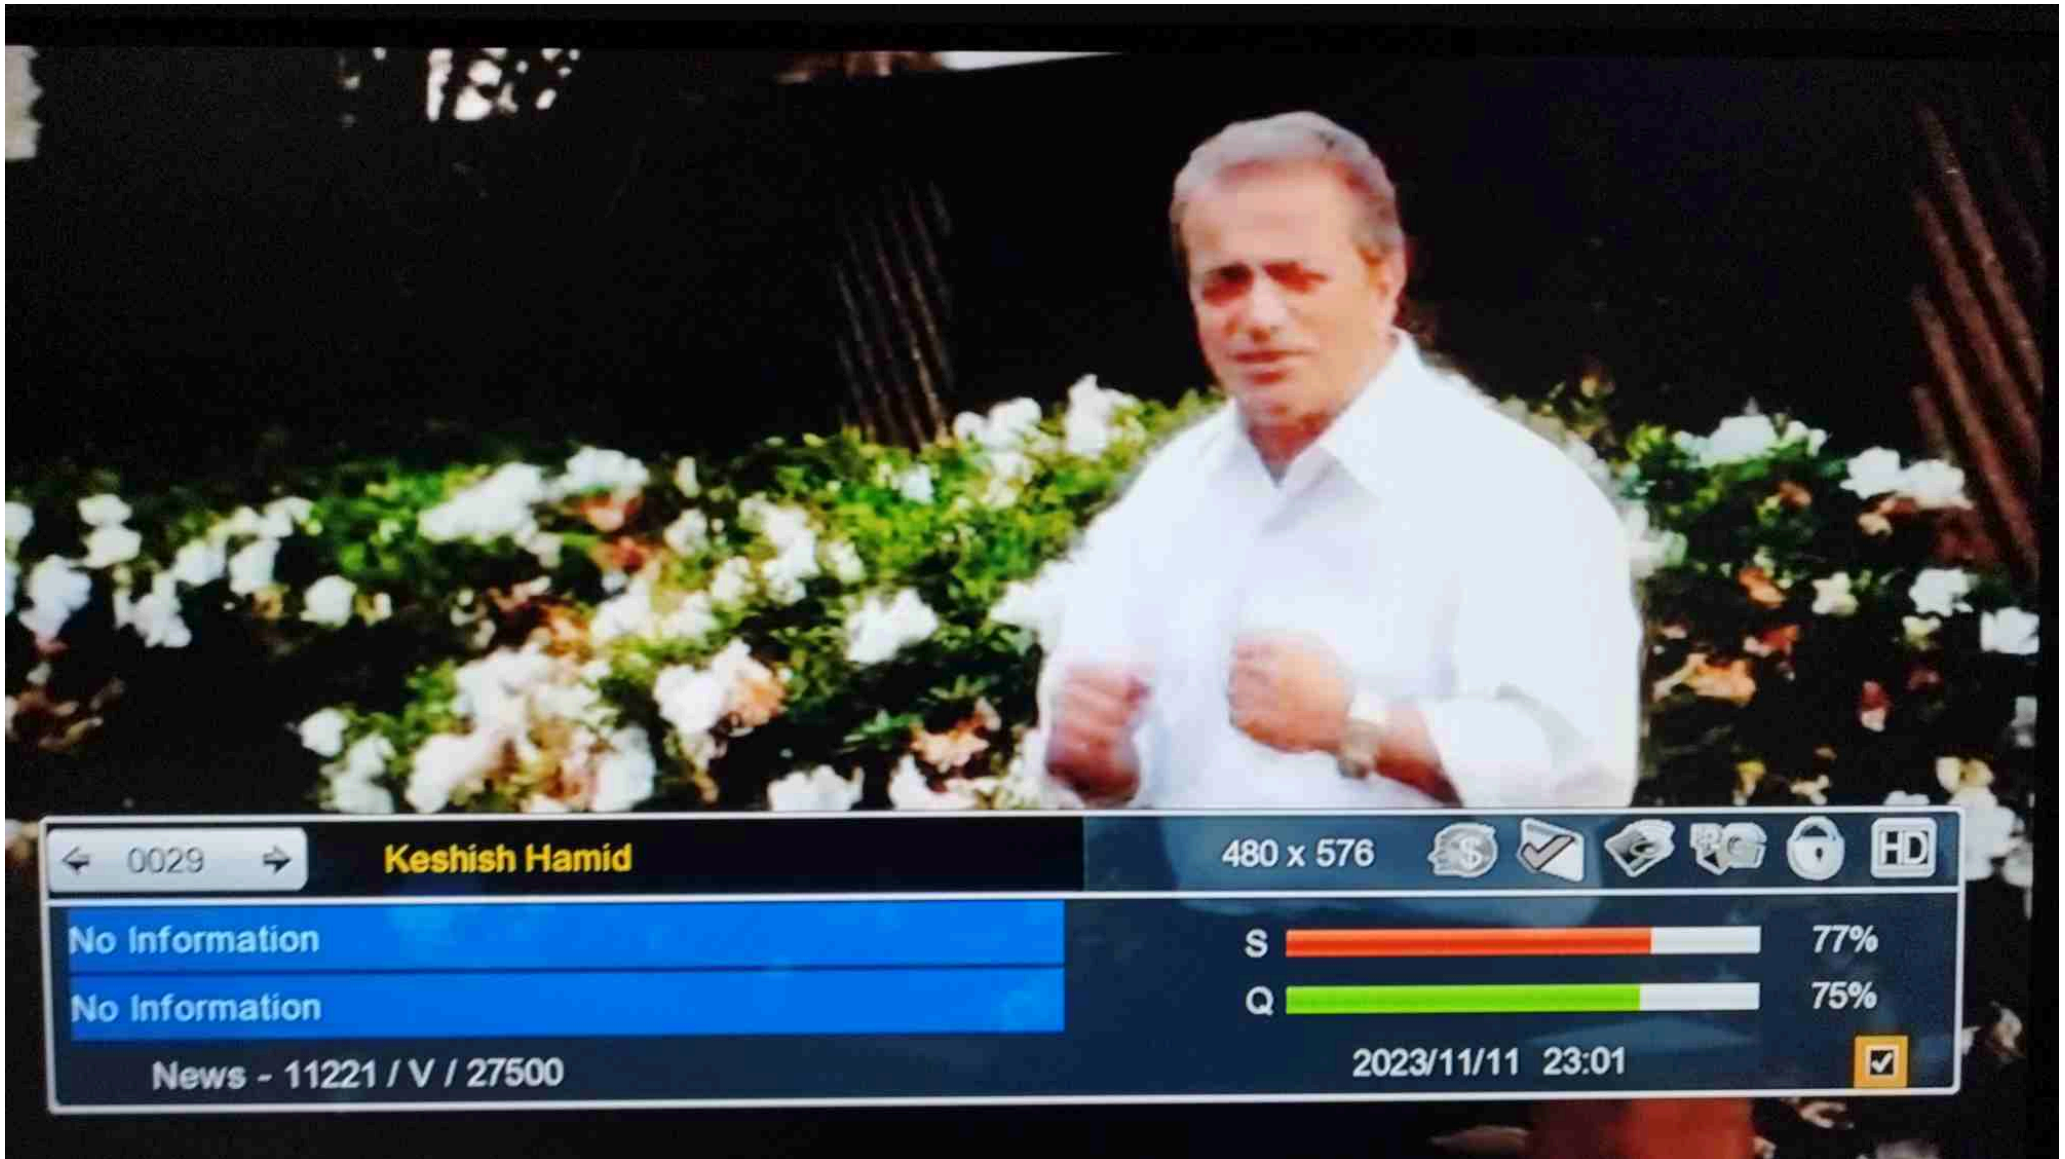 0029
Keshish Hamid
480 x 576
HD
No Information
S 77%
No Information
Q 75%
News - 11221 / V / 27500
2023/11/11 23:01